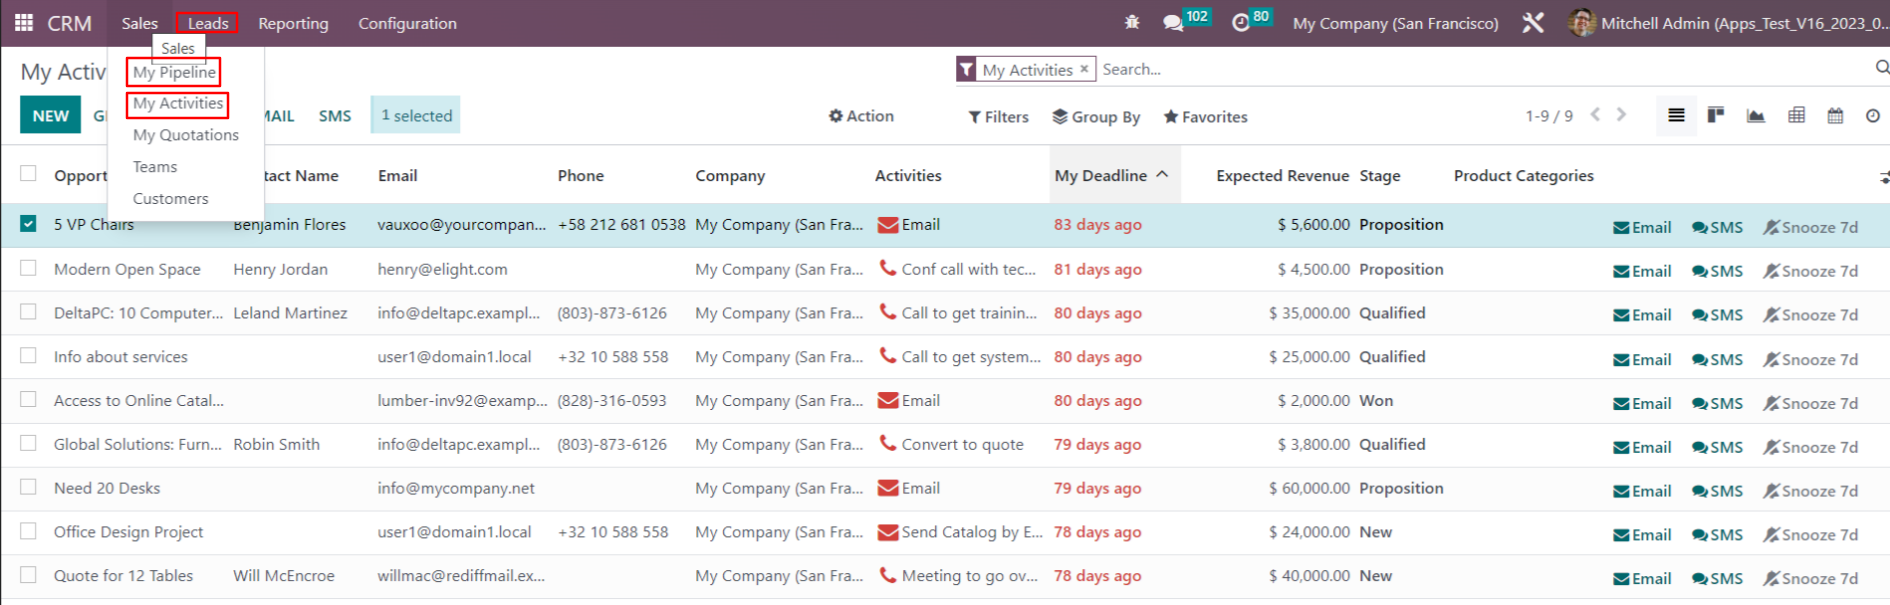 CRM Sales Leads Reporting Configuration 102 80 My Company (San Francisco) Mitchell Admin (Apps_Test_V16_2023_0...
Sales
My Activ My Pipeline My Activities × Search...
My Activities
NEW GE MAIL SMS 1 selected Action Filters Group By Favorites 1-9 / 9
My Quotations
Teams
Customers
Opport tact Name Email Phone Company Activities My Deadline Expected Revenue Stage Product Categories
5 VP Chairs Benjamin Flores vauxoo@yourcompan... +58 212 681 0538 My Company (San Fra... Email 83 days ago $ 5,600.00 Proposition Email SMS Snooze 7d
Modern Open Space Henry Jordan henry@elight.com My Company (San Fra... Conf call with tec... 81 days ago $ 4,500.00 Proposition Email SMS Snooze 7d
DeltaPC: 10 Computer... Leland Martinez info@deltapc.exampl... (803)-873-6126 My Company (San Fra... Call to get trainin... 80 days ago $ 35,000.00 Qualified Email SMS Snooze 7d
Info about services user1@domain1.local +32 10 588 558 My Company (San Fra... Call to get system... 80 days ago $ 25,000.00 Qualified Email SMS Snooze 7d
Access to Online Catal... lumber-inv92@examp... (828)-316-0593 My Company (San Fra... Email 80 days ago $ 2,000.00 Won Email SMS Snooze 7d
Global Solutions: Furn... Robin Smith info@deltapc.exampl... (803)-873-6126 My Company (San Fra... Convert to quote 79 days ago $ 3,800.00 Qualified Email SMS Snooze 7d
Need 20 Desks info@mycompany.net My Company (San Fra... Email 79 days ago $ 60,000.00 Proposition Email SMS Snooze 7d
Office Design Project user1@domain1.local +32 10 588 558 My Company (San Fra... Send Catalog by E... 78 days ago $ 24,000.00 New Email SMS Snooze 7d
Quote for 12 Tables Will McEncroe willmac@rediffmail.ex... My Company (San Fra... Meeting to go ov... 78 days ago $ 40,000.00 New Email SMS Snooze 7d